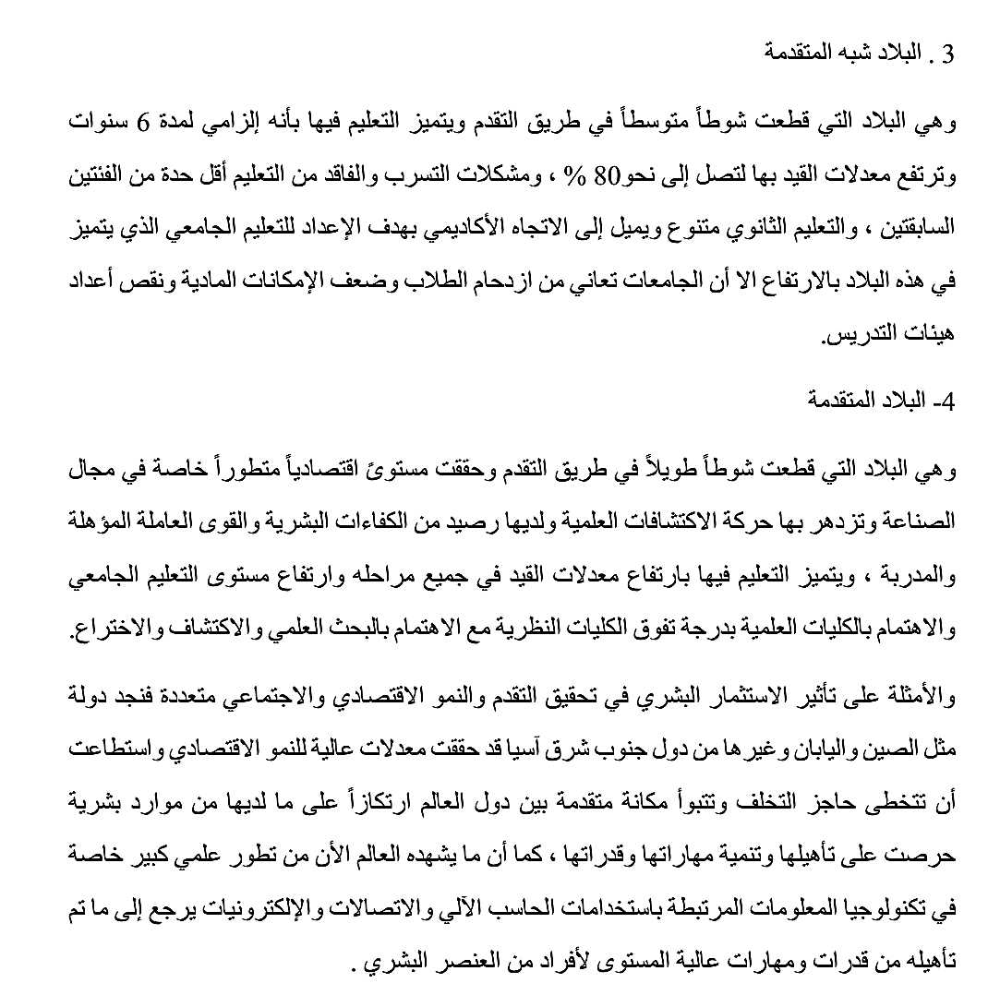 3 . البلاد شبه المتقدمة
وهي البلاد التي قطعت شوطاً متوسطاً في طريق التقدم ويتميز التعليم فيها بأنه إلزامي لمدة 6 سنوات
وترتفع معدلات القيد بها لتصل إلى نحو80 % ، ومشكلات التسرب والفاقد من التعليم أقل حدة من الفئتين
السابقتين ، والتعليم الثانوي متنوع ويميل إلى الاتجاه الأكاديمي بهدف الإعداد للتعليم الجامعي الذي يتميز
في هذه البلاد بالارتفاع الا أن الجامعات تعاني من ازدحام الطلاب وضعف الإمكانات المادية ونقص أعداد
هيئات التدريس.
4- البلاد المتقدمة
وهي البلاد التي قطعت شوطاً طويلاً في طريق التقدم وحققت مستوئ اقتصادياً متطوراً خاصة في مجال
الصناعة وتزدهر بها حركة الاكتشافات العلمية ولديها رصيد من الكفاءات البشرية والقوى العاملة المؤهلة
والمدربة ، ويتميز التعليم فيها بارتفاع معدلات القيد في جميع مراحله وارتفاع مستوى التعليم الجامعي
والاهتمام بالكليات العلمية بدرجة تفوق الكليات النظرية مع الاهتمام بالبحث العلمي والاكتشاف والاختراع.
والأمثلة على تأثير الاستثمار البشري في تحقيق التقدم والنمو الاقتصادي والاجتماعي متعددة فنجد دولة
مثل الصين واليابان وغيرها من دول جنوب شرق آسيا قد حققت معدلات عالية للنمو الاقتصادي واستطاعت
أن تتخطى حاجز التخلف وتتبوأ مكانة متقدمة بين دول العالم ارتكازاً على ما لديها من موارد بشرية
حرصت على تأهيلها وتنمية مهاراتها وقدراتها ، كما أن ما يشهده العالم الأن من تطور علمي كبير خاصة
في تكنولوجيا المعلومات المرتبطة باستخدامات الحاسب الآلي والاتصالات والإلكترونيات يرجع إلى ما تم
تأهيله من قدرات ومهارات عالية المستوى لأفراد من العنصر البشري .